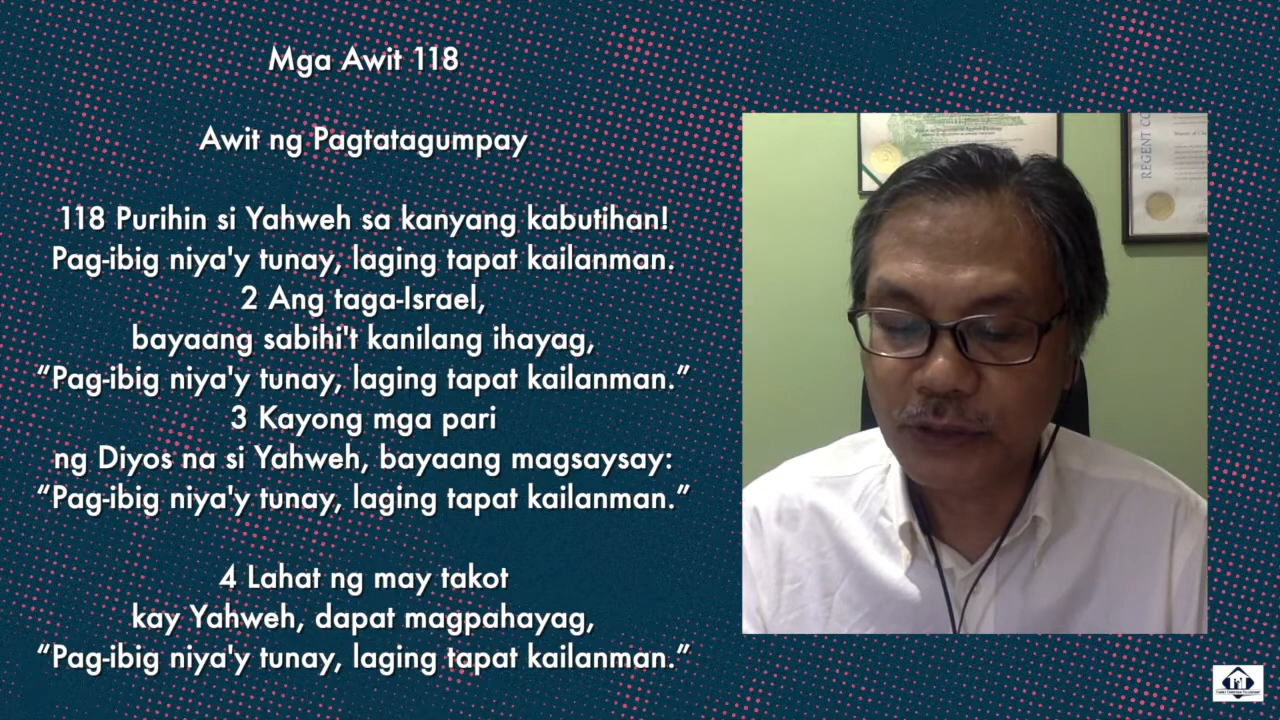 Mga Awit 118
Awit ng Pagtatagumpay
118 Purihin si Yahweh sa kanyang kabutihan!
Pag-ibig niya'y tunay, laging tapat kailanman.
2 Ang taga-Israel,
bayaang sabihi't kanilang ihayag,
“Pag-ibig niya'y tunay, laging tapat kailanman.”
3 Kayong mga pari
ng Diyos na si Yahweh, bayaang magsaysay:
“Pag-ibig niya'y tunay, laging tapat kailanman.”
4 Lahat ng may takot
kay Yahweh, dapat magpahayag,
“Pag-ibig niya'y tunay, laging tapat kailanman.”
REGENT CO